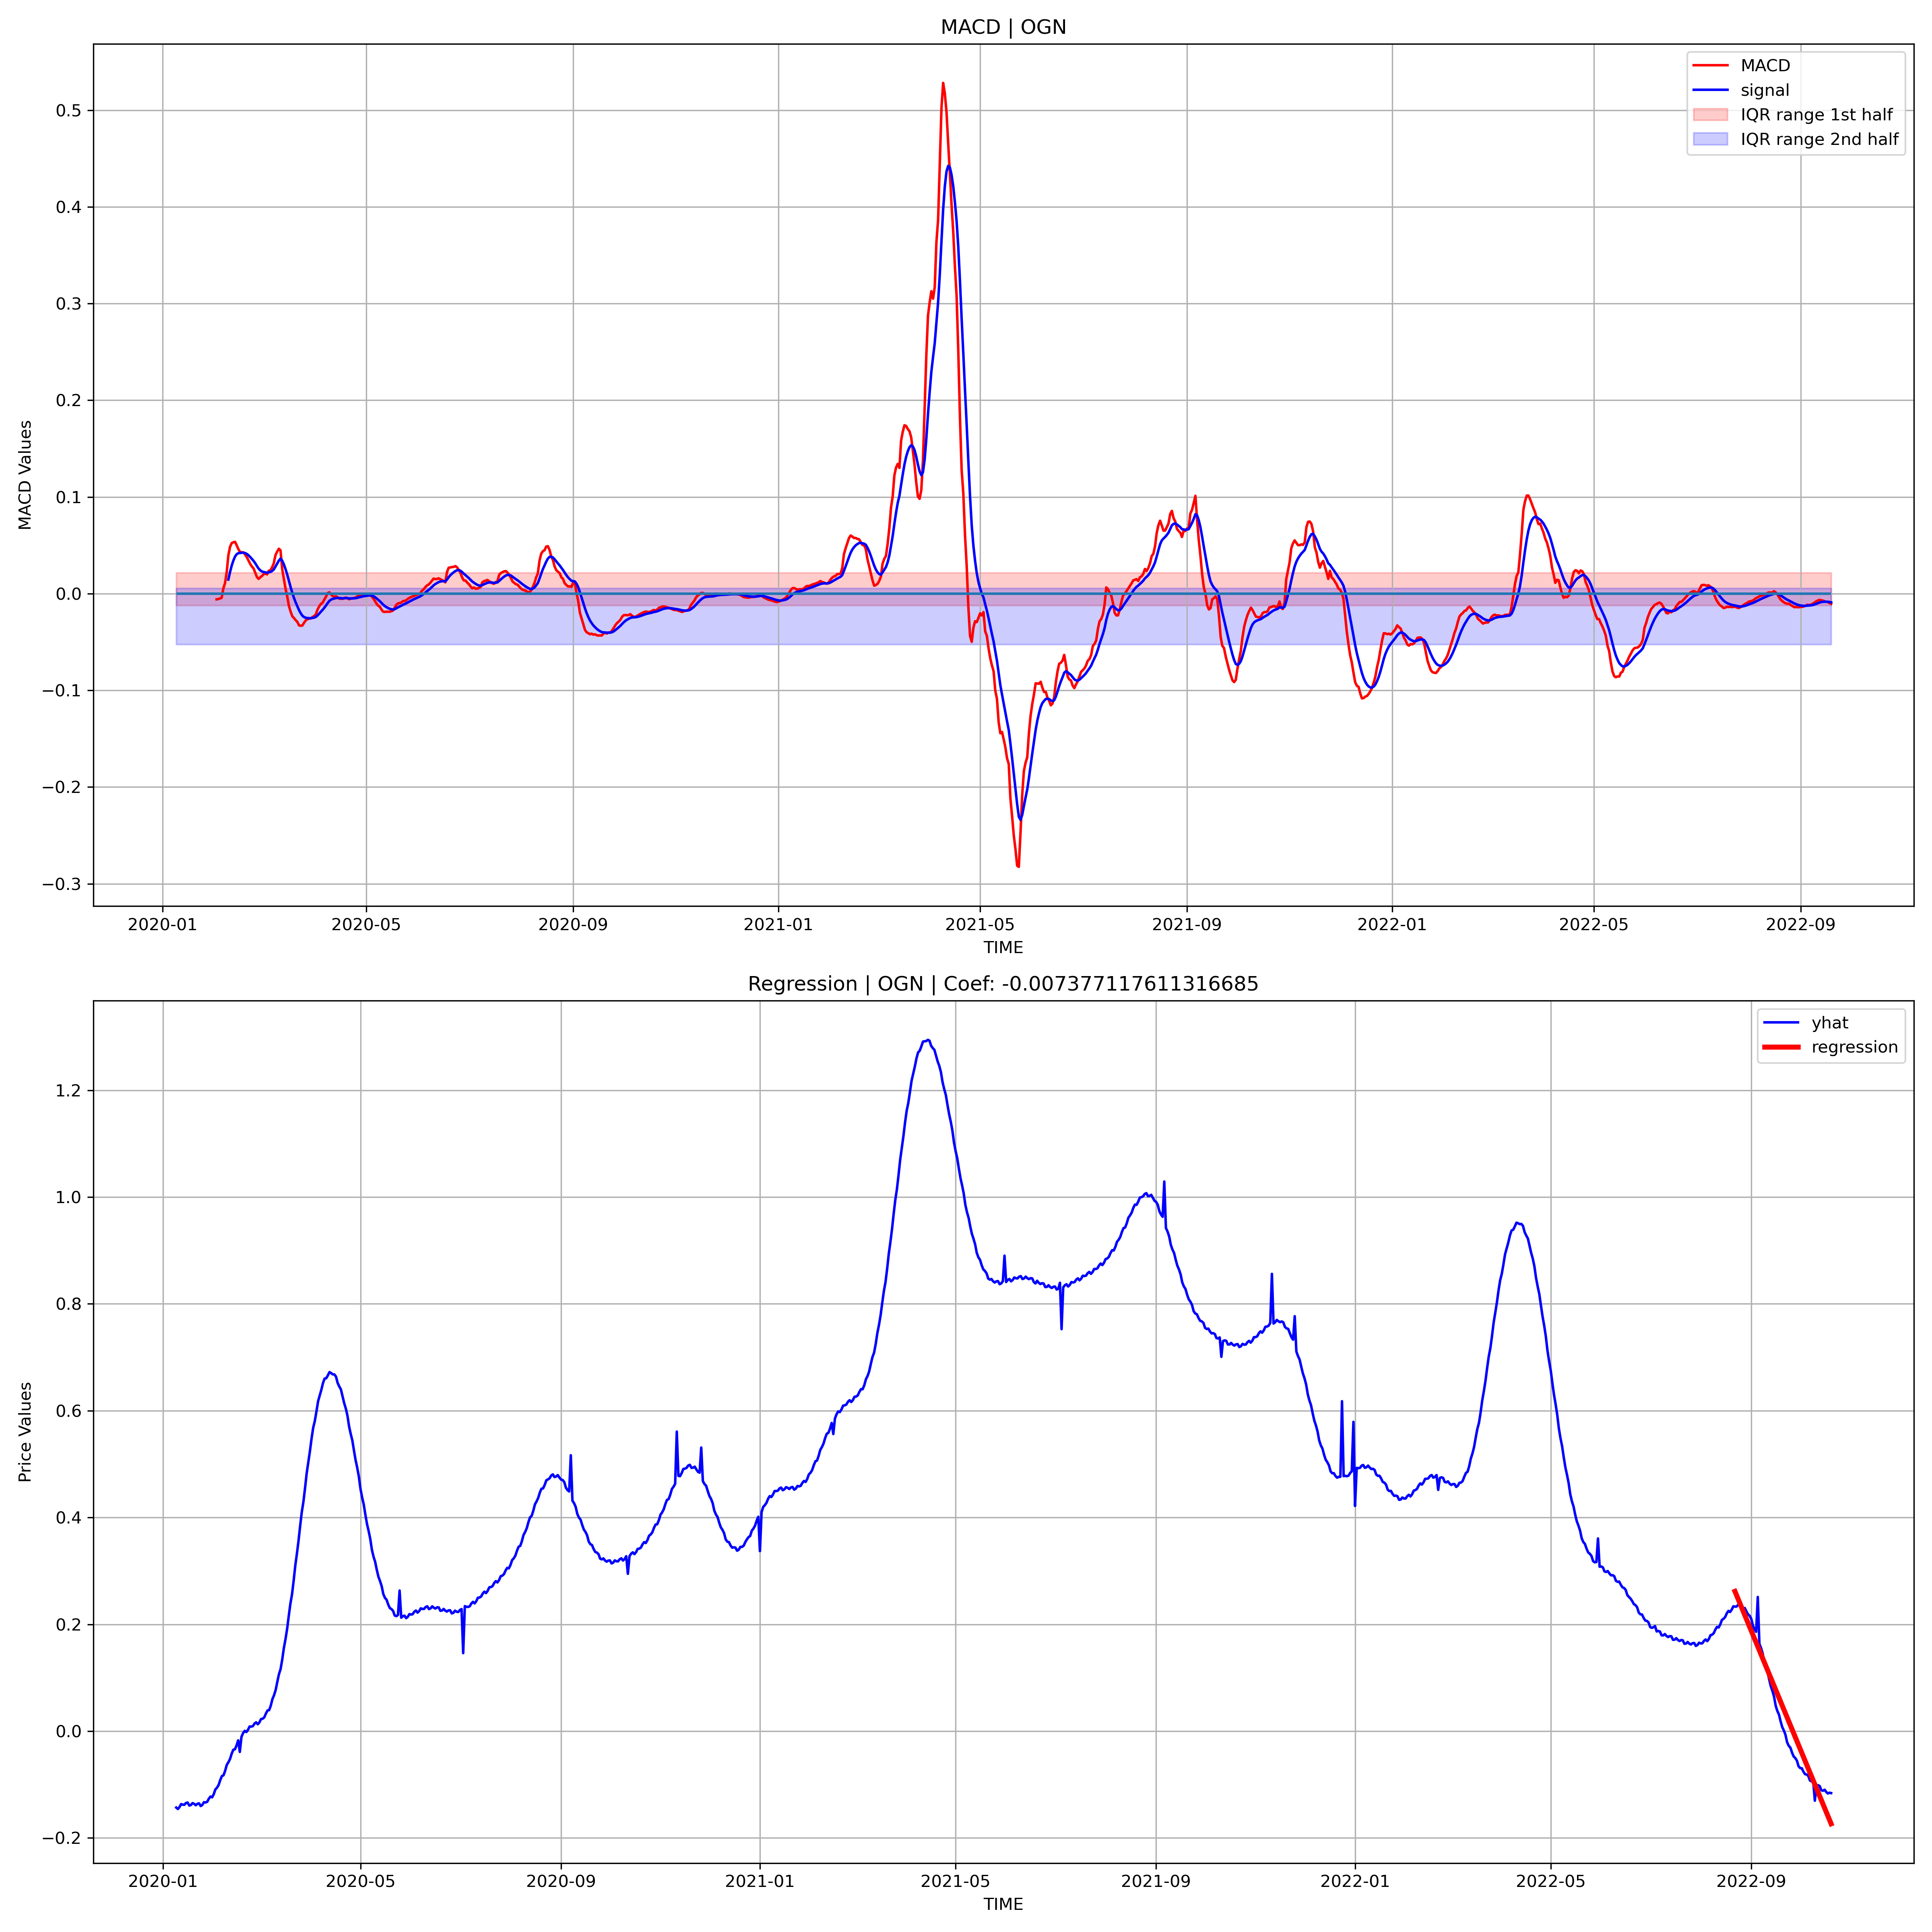 MACD | OGN
MACD
signal
IQR range 1st half
IQR range 2nd half
MACD Values
0.5
0.4
0.3
0.2
0.1
0.0
−0.1
−0.2
−0.3
2020-01 2020-05 2020-09 2021-01 2021-05 2021-09 2022-01 2022-05 2022-09
TIME
Regression | OGN | Coef: -0.007377117611316685
yhat
regression
Price Values
1.2
1.0
0.8
0.6
0.4
0.2
0.0
−0.2
2020-01 2020-05 2020-09 2021-01 2021-05 2021-09 2022-01 2022-05 2022-09
TIME